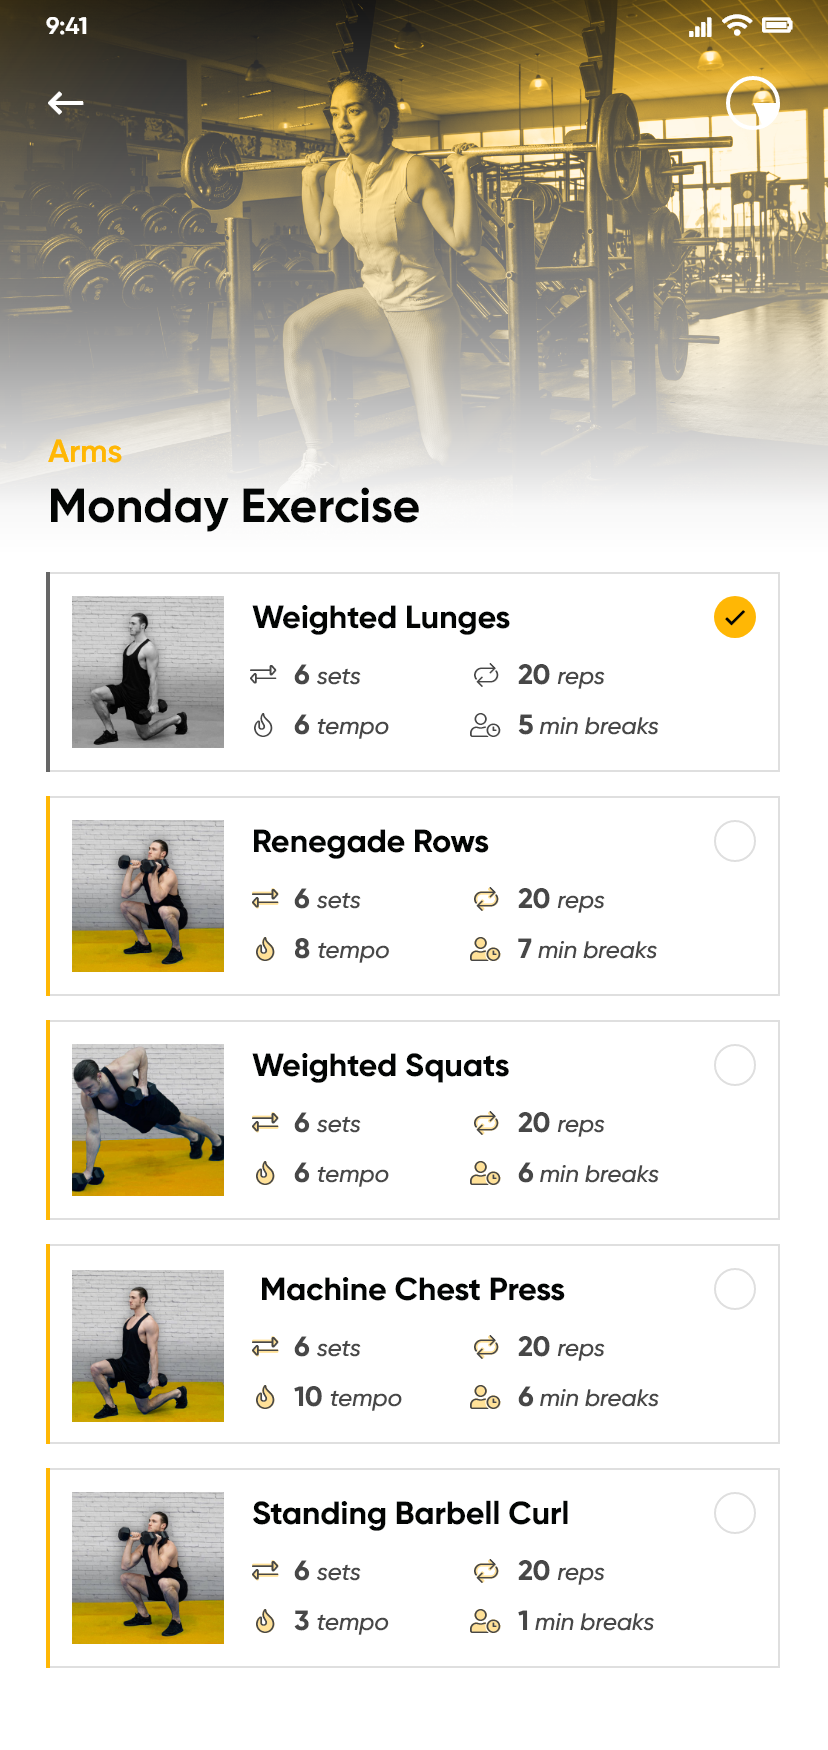 9:41
Arms
Monday Exercise
Weighted Lunges
6 sets 20 reps
6 tempo 5 min breaks
Renegade Rows
6 sets 20 reps
8 tempo 7 min breaks
Weighted Squats
6 sets 20 reps
6 tempo 6 min breaks
Machine Chest Press
6 sets 20 reps
10 tempo 6 min breaks
Standing Barbell Curl
6 sets 20 reps
3 tempo 1 min breaks